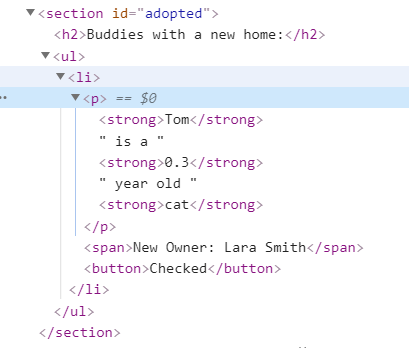 ▼<section id="adopted">
<h2>Buddies with a new home:</h2>
▼<ul>
▼<li>
▼<p> == $0
<strong>Tom</strong>
" is a "
<strong>0.3</strong>
" year old "
<strong>cat</strong>
</p>
<span>New Owner: Lara Smith</span>
<button>Checked</button>
</li>
</ul>
</section>